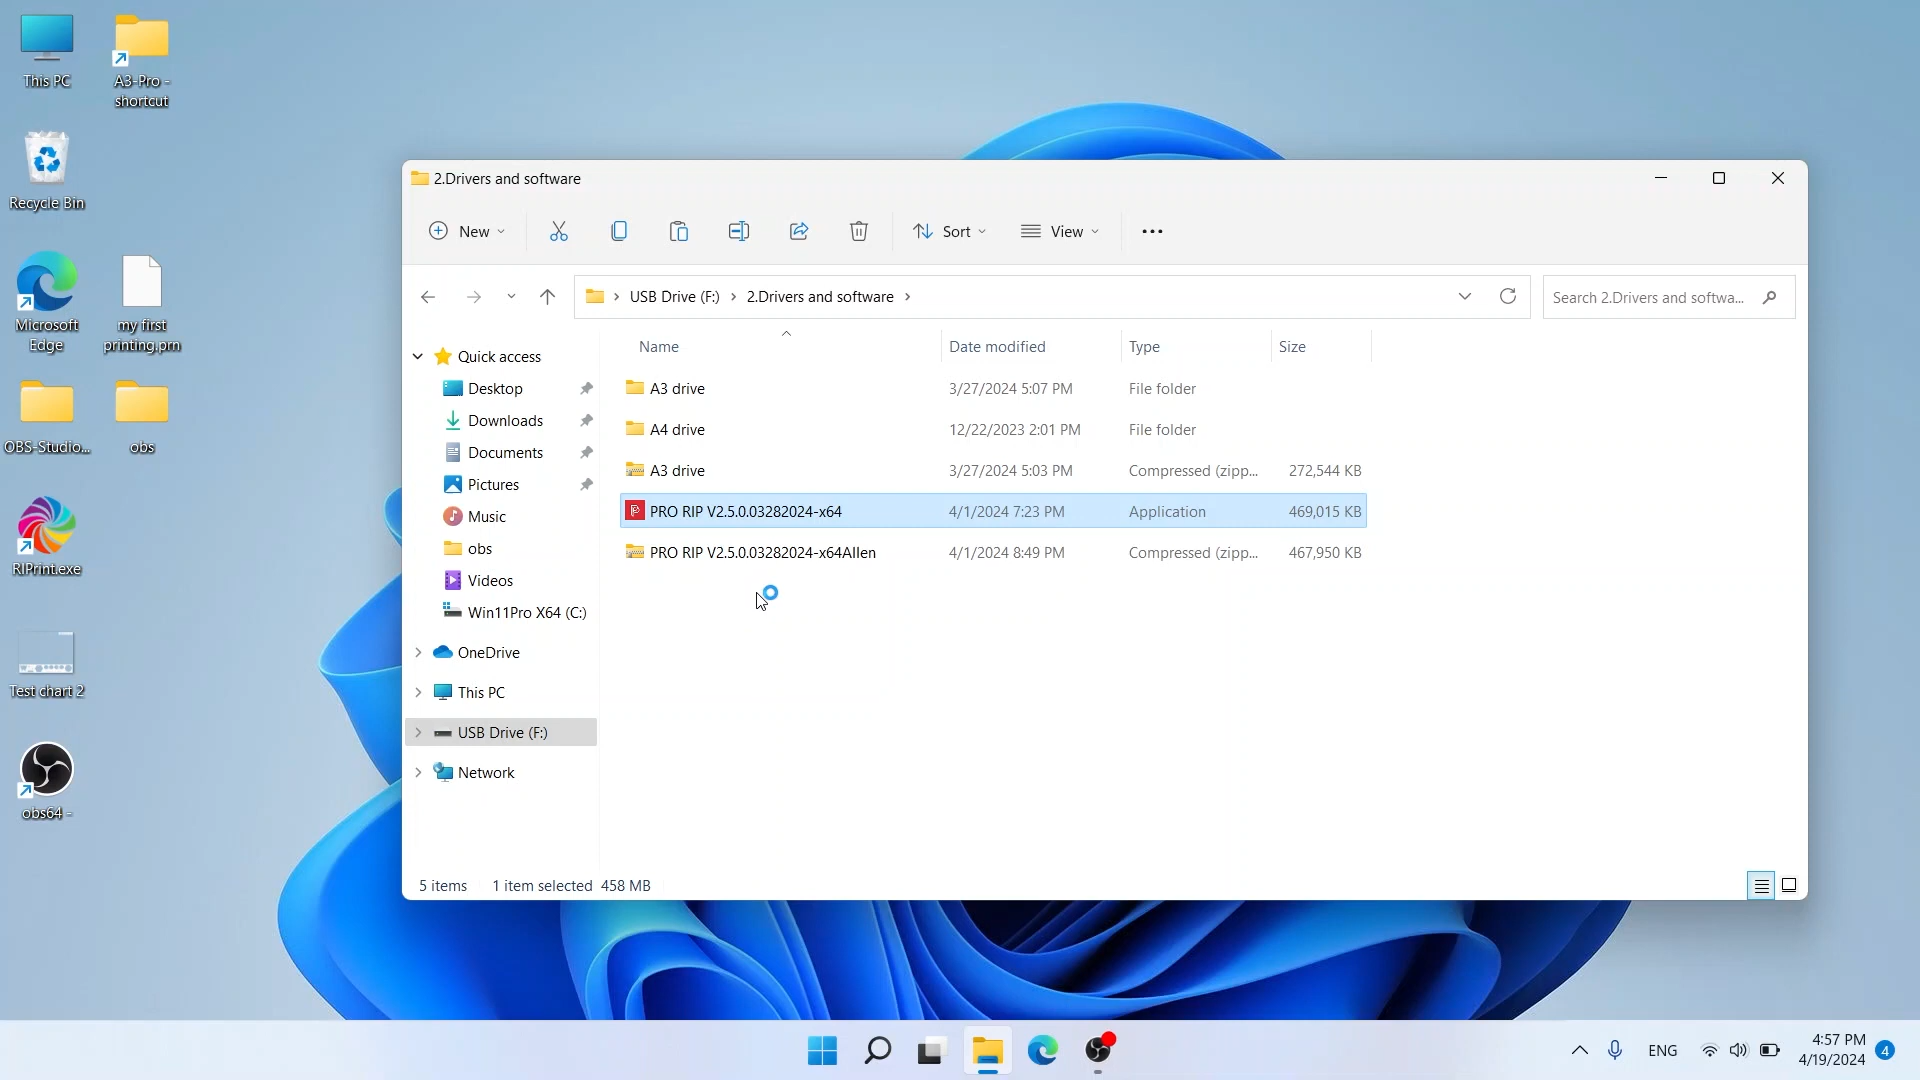 This PC
A3-Pro -
shortcut
Recycle Bin
Microsoft
Edge
my first
printing.prn
OBS-Studio...
obs
RIPrint.exe
Test chart 2
obs64 -
2.Drivers and software
New
Sort
View
USB Drive (F:)
2.Drivers and software
Search 2.Drivers and softwa...
Quick access
Desktop
Downloads
Documents
Pictures
Music
obs
Videos
Win11Pro X64 (C:)
OneDrive
This PC
USB Drive (F:)
Network
Name Date modified Type Size
A3 drive 3/27/2024 5:07 PM File folder
A4 drive 12/22/2023 2:01 PM File folder
A3 drive 3/27/2024 5:03 PM Compressed (zipp... 272,544 KB
PRO RIP V2.5.0.03282024-x64 4/1/2024 7:23 PM Application 469,015 KB
PRO RIP V2.5.0.03282024-x64Allen 4/1/2024 8:49 PM Compressed (zipp... 467,950 KB
5 items 1 item selected 458 MB
ENG
4:57 PM
4/19/2024
4